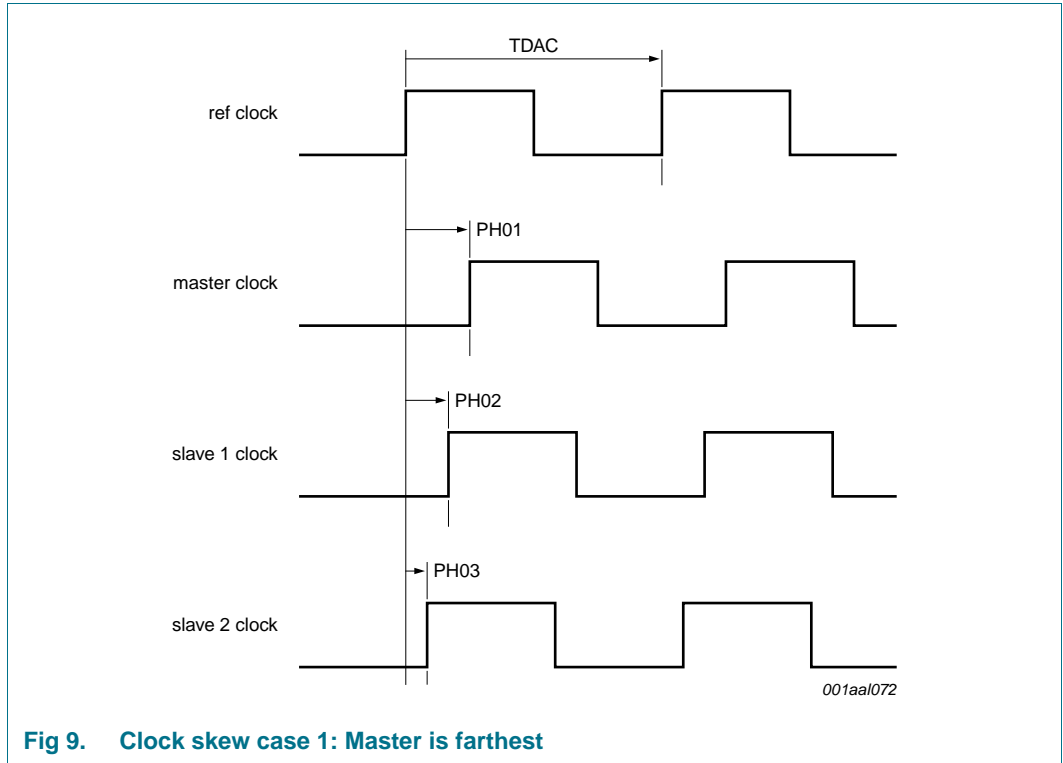 TDAC
ref clock
PH01
master clock
PH02
slave 1 clock
PH03
slave 2 clock
001aal072
Fig 9. Clock skew case 1: Master is farthest